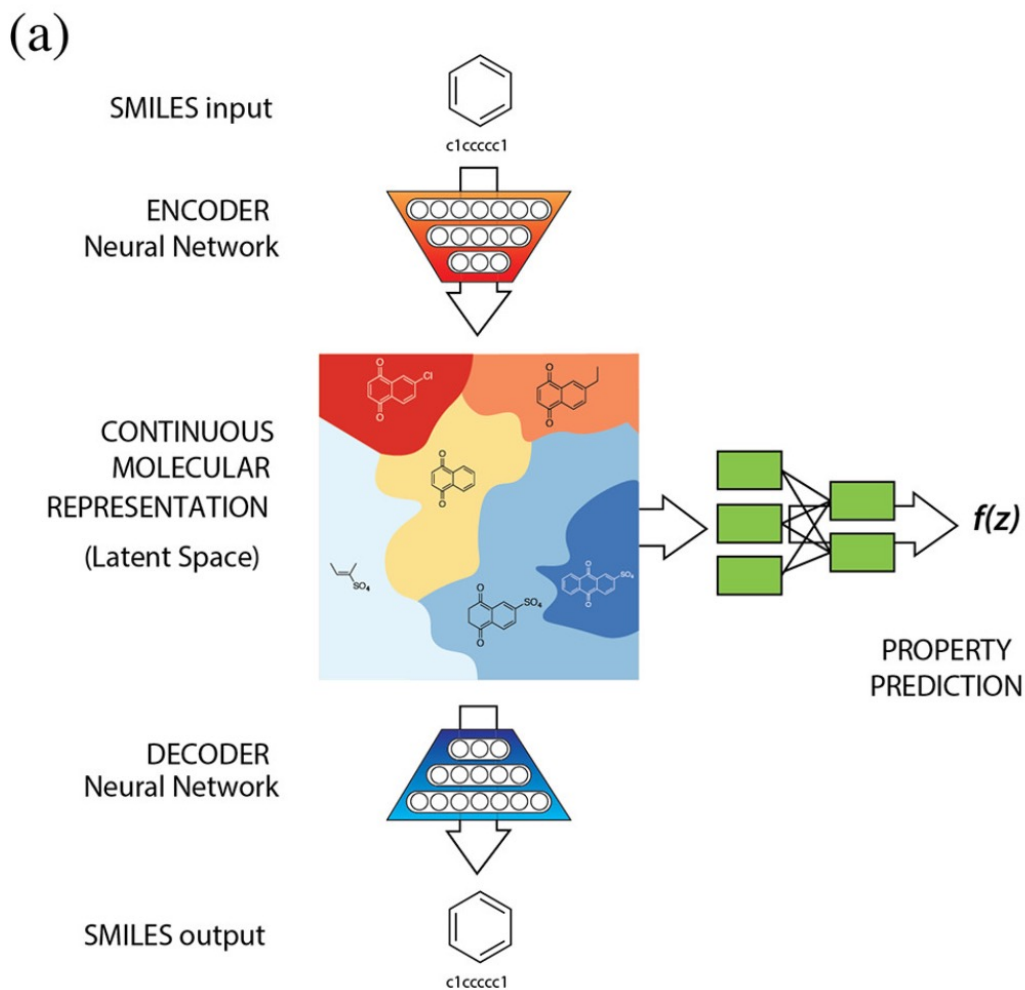 (a)
SMILES input
c1ccccc1
ENCODER
Neural Network
CONTINUOUS
MOLECULAR
REPRESENTATION
(Latent Space)
O
Cl
O
O
O
O
O
SO₄
O
SO₄
O
O
SO₄
O
f(z)
PROPERTY
PREDICTION
DECODER
Neural Network
SMILES output
c1ccccc1